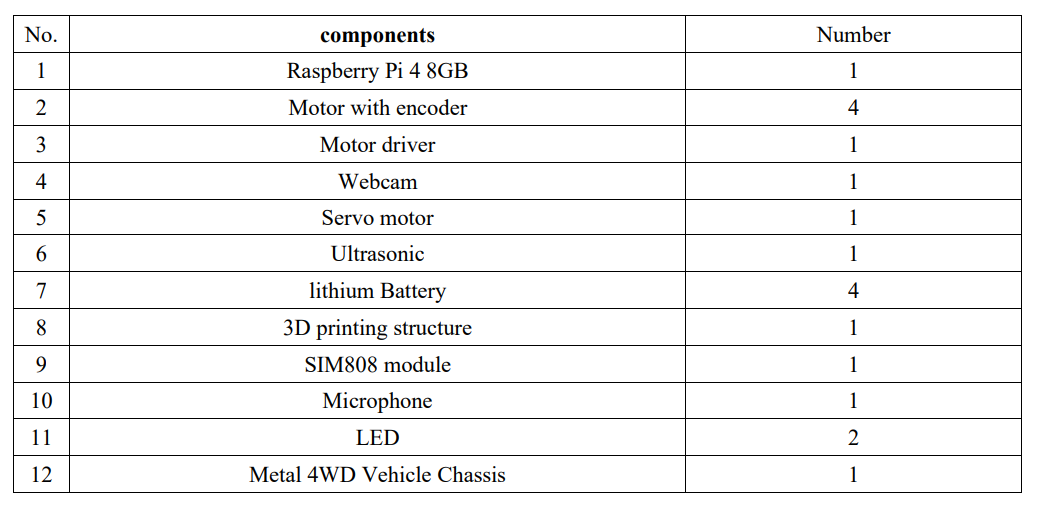 No. components Number
1 Raspberry Pi 4 8GB 1
2 Motor with encoder 4
3 Motor driver 1
4 Webcam 1
5 Servo motor 1
6 Ultrasonic 1
7 lithium Battery 4
8 3D printing structure 1
9 SIM808 module 1
10 Microphone 1
11 LED 2
12 Metal 4WD Vehicle Chassis 1